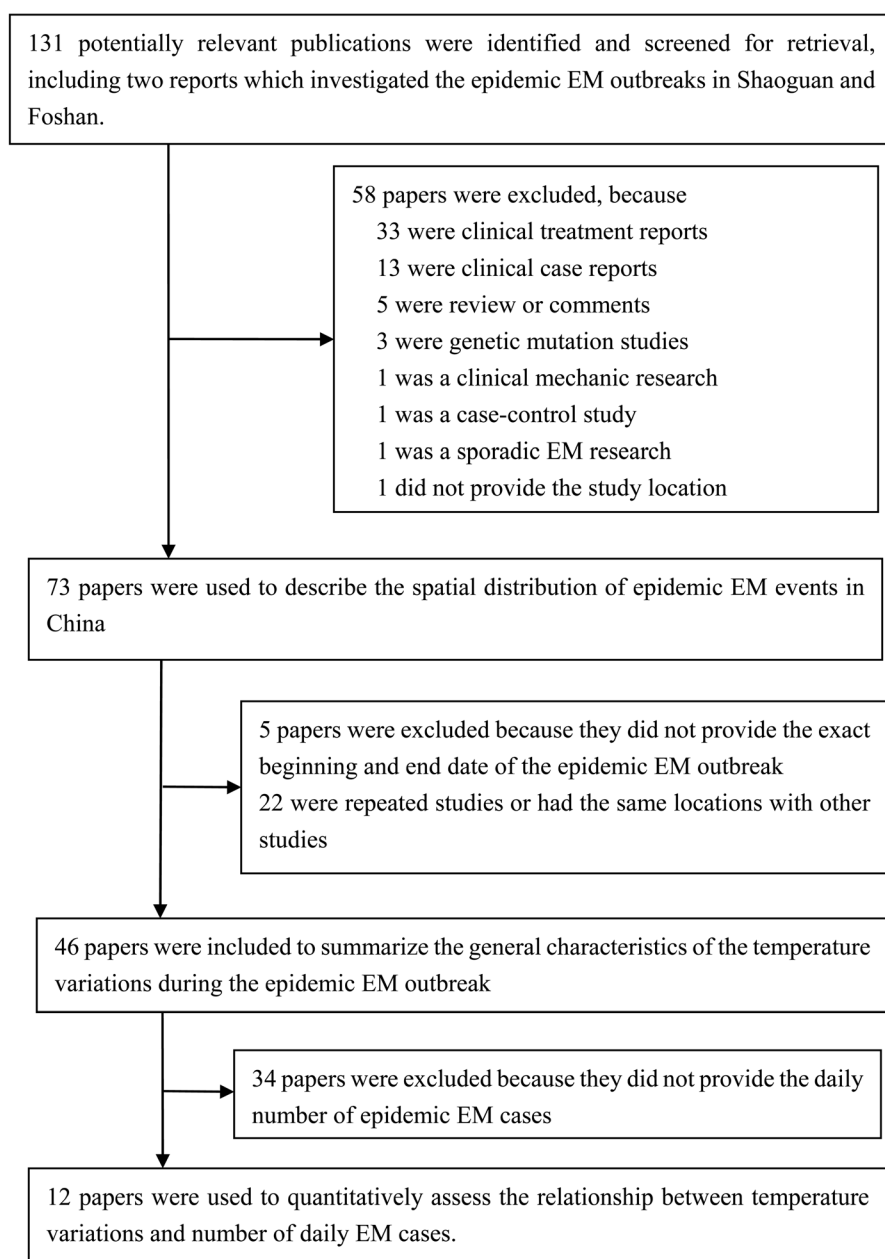 131 potentially relevant publications were identified and screened for retrieval,
including two reports which investigated the epidemic EM outbreaks in Shaoguan and
Foshan.
58 papers were excluded, because
33 were clinical treatment reports
13 were clinical case reports
5 were review or comments
3 were genetic mutation studies
1 was a clinical mechanic research
1 was a case-control study
1 was a sporadic EM research
1 did not provide the study location
73 papers were used to describe the spatial distribution of epidemic EM events in
China
5 papers were excluded because they did not provide the exact
beginning and end date of the epidemic EM outbreak
22 were repeated studies or had the same locations with other
studies
46 papers were included to summarize the general characteristics of the temperature
variations during the epidemic EM outbreak
34 papers were excluded because they did not provide the daily
number of epidemic EM cases
12 papers were used to quantitatively assess the relationship between temperature
variations and number of daily EM cases.